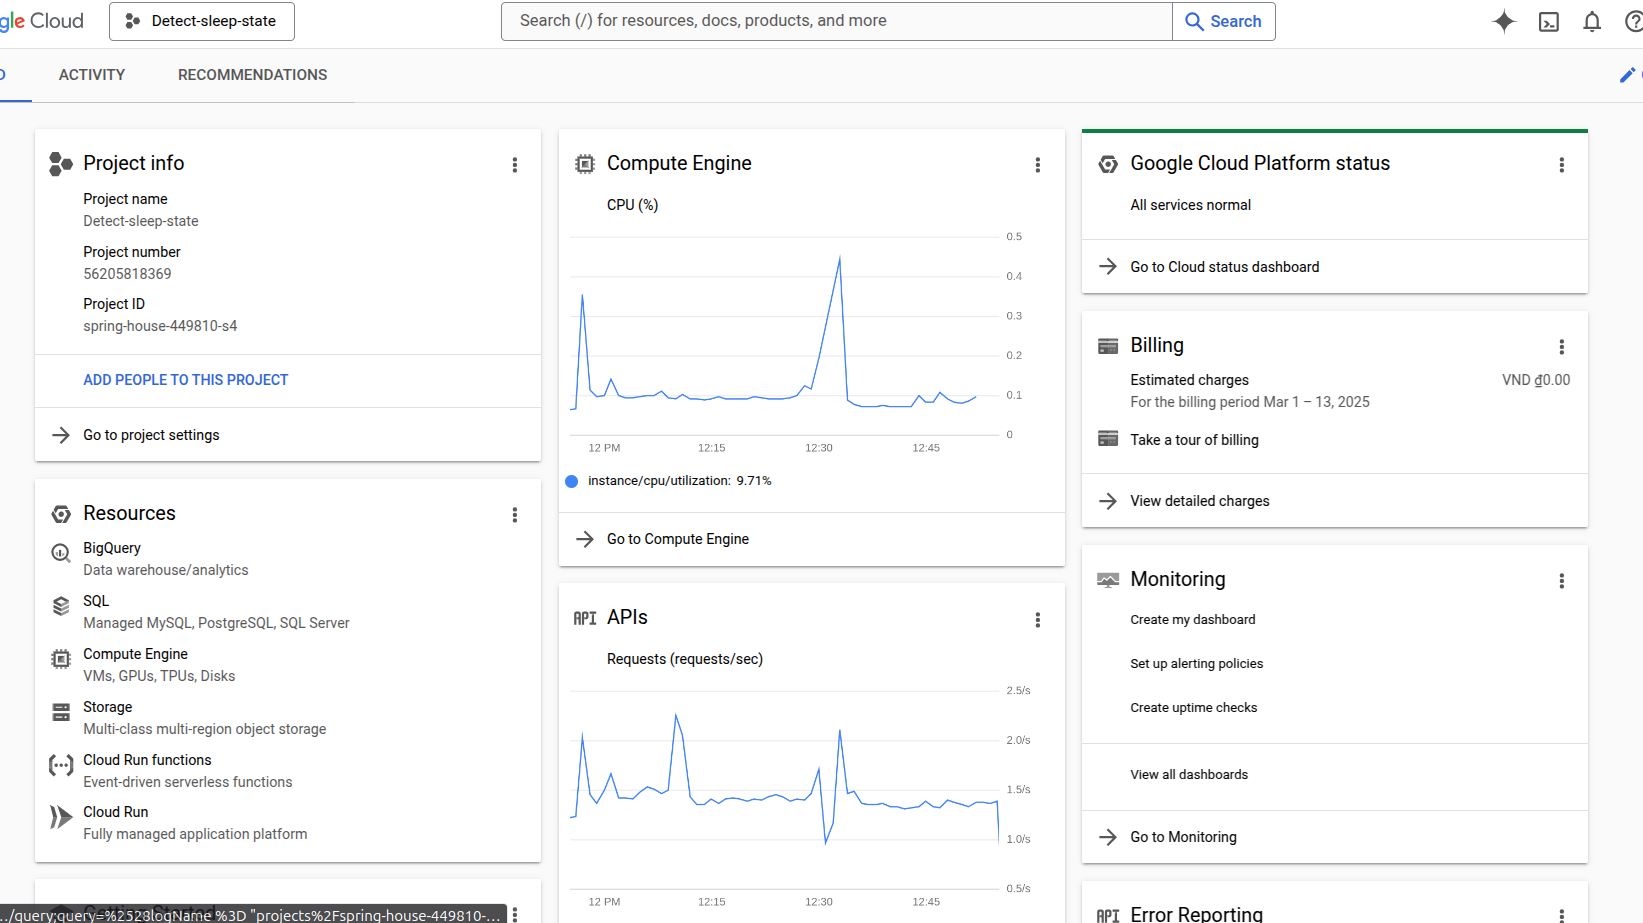 gle Cloud
Detect-sleep-state
Search (/) for resources, docs, products, and more
Search
ACTIVITY
RECOMMENDATIONS
Project info
Project name
Detect-sleep-state
Project number
56205818369
Project ID
spring-house-449810-s4
ADD PEOPLE TO THIS PROJECT
Go to project settings
Resources
BigQuery
Data warehouse/analytics
SQL
Managed MySQL, PostgreSQL, SQL Server
Compute Engine
VMs, GPUs, TPUs, Disks
Storage
Multi-class multi-region object storage
Cloud Run functions
Event-driven serverless functions
Cloud Run
Fully managed application platform
Getting Started
../query;query=%2528logName %3D "projects%2Fspring-house-449810-...
Compute Engine
CPU (%)
0.5
0.4
0.3
0.2
0.1
0
12 PM 12:15 12:30 12:45
instance/cpu/utilization: 9.71%
Go to Compute Engine
API APIs
Requests (requests/sec)
2.5/s
2.0/s
1.5/s
1.0/s
0.5/s
12 PM 12:15 12:30 12:45
Google Cloud Platform status
All services normal
Go to Cloud status dashboard
Billing
Estimated charges VND ₫0.00
For the billing period Mar 1 – 13, 2025
Take a tour of billing
View detailed charges
Monitoring
Create my dashboard
Set up alerting policies
Create uptime checks
View all dashboards
Go to Monitoring
API Error Reporting